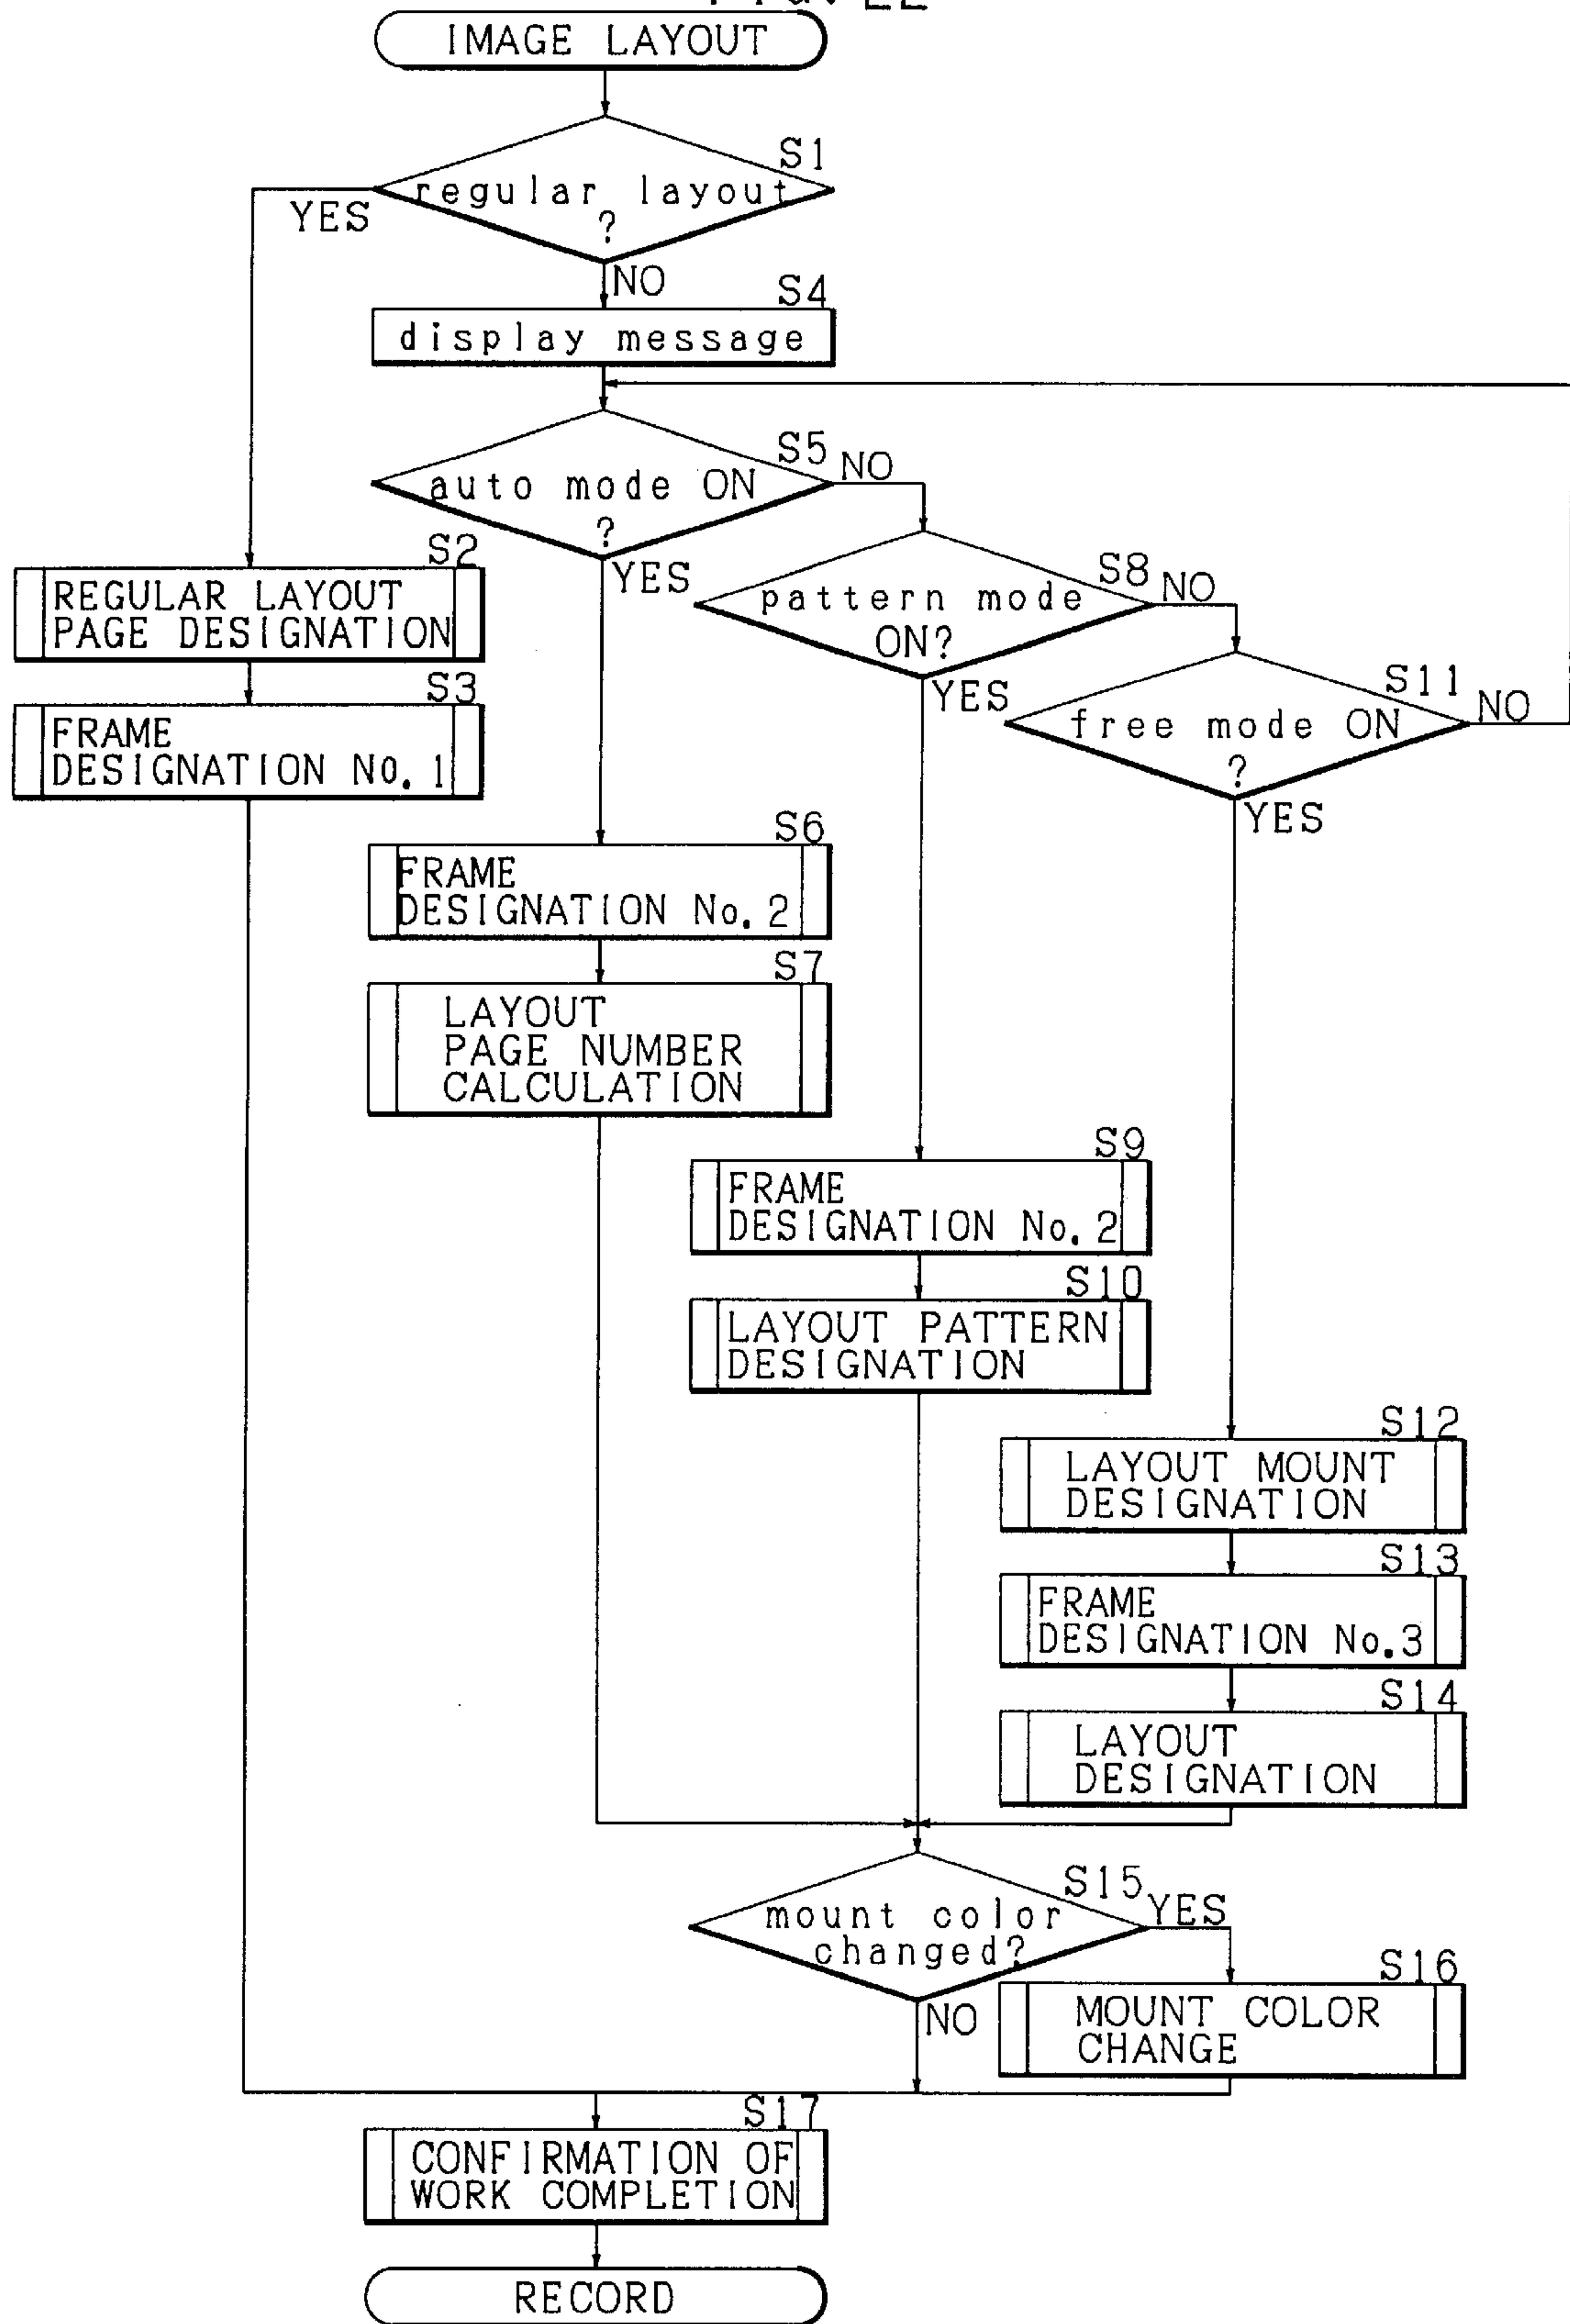 IMAGE LAYOUT
S1
regular layout
?
YES
NO
S4
display message
S5
NO
auto mode ON
?
YES
S2
REGULAR LAYOUT
PAGE DESIGNATION
S8
NO
pattern mode
ON?
YES
S3
FRAME
DESIGNATION NO. 1
S11
NO
free mode ON
?
YES
S6
FRAME
DESIGNATION No. 2
S7
LAYOUT
PAGE NUMBER
CALCULATION
S9
FRAME
DESIGNATION No. 2
S10
LAYOUT PATTERN
DESIGNATION
S12
LAYOUT MOUNT
DESIGNATION
S13
FRAME
DESIGNATION No.3
S14
LAYOUT
DESIGNATION
S15
YES
mount color
changed?
NO
S16
MOUNT COLOR
CHANGE
S17
CONFIRMATION OF
WORK COMPLETION
RECORD